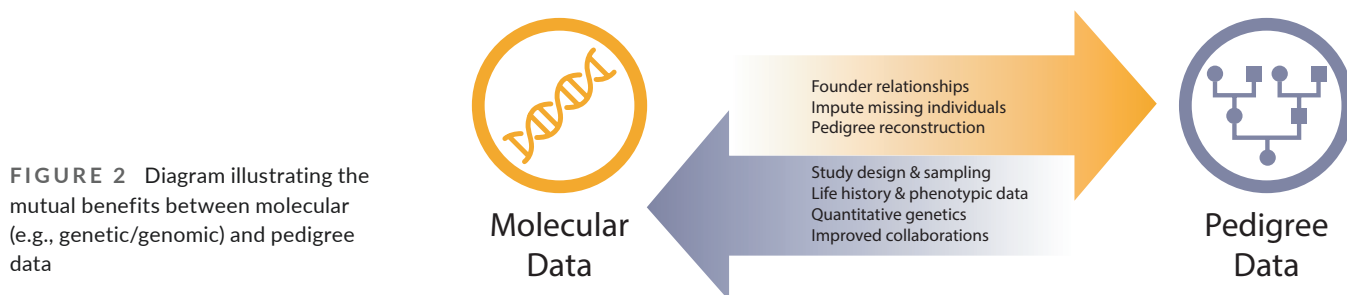 FIGURE 2 Diagram illustrating the
mutual benefits between molecular
(e.g., genetic/genomic) and pedigree
data
Molecular
Data
Founder relationships
Impute missing individuals
Pedigree reconstruction
Study design & sampling
Life history & phenotypic data
Quantitative genetics
Improved collaborations
Pedigree
Data